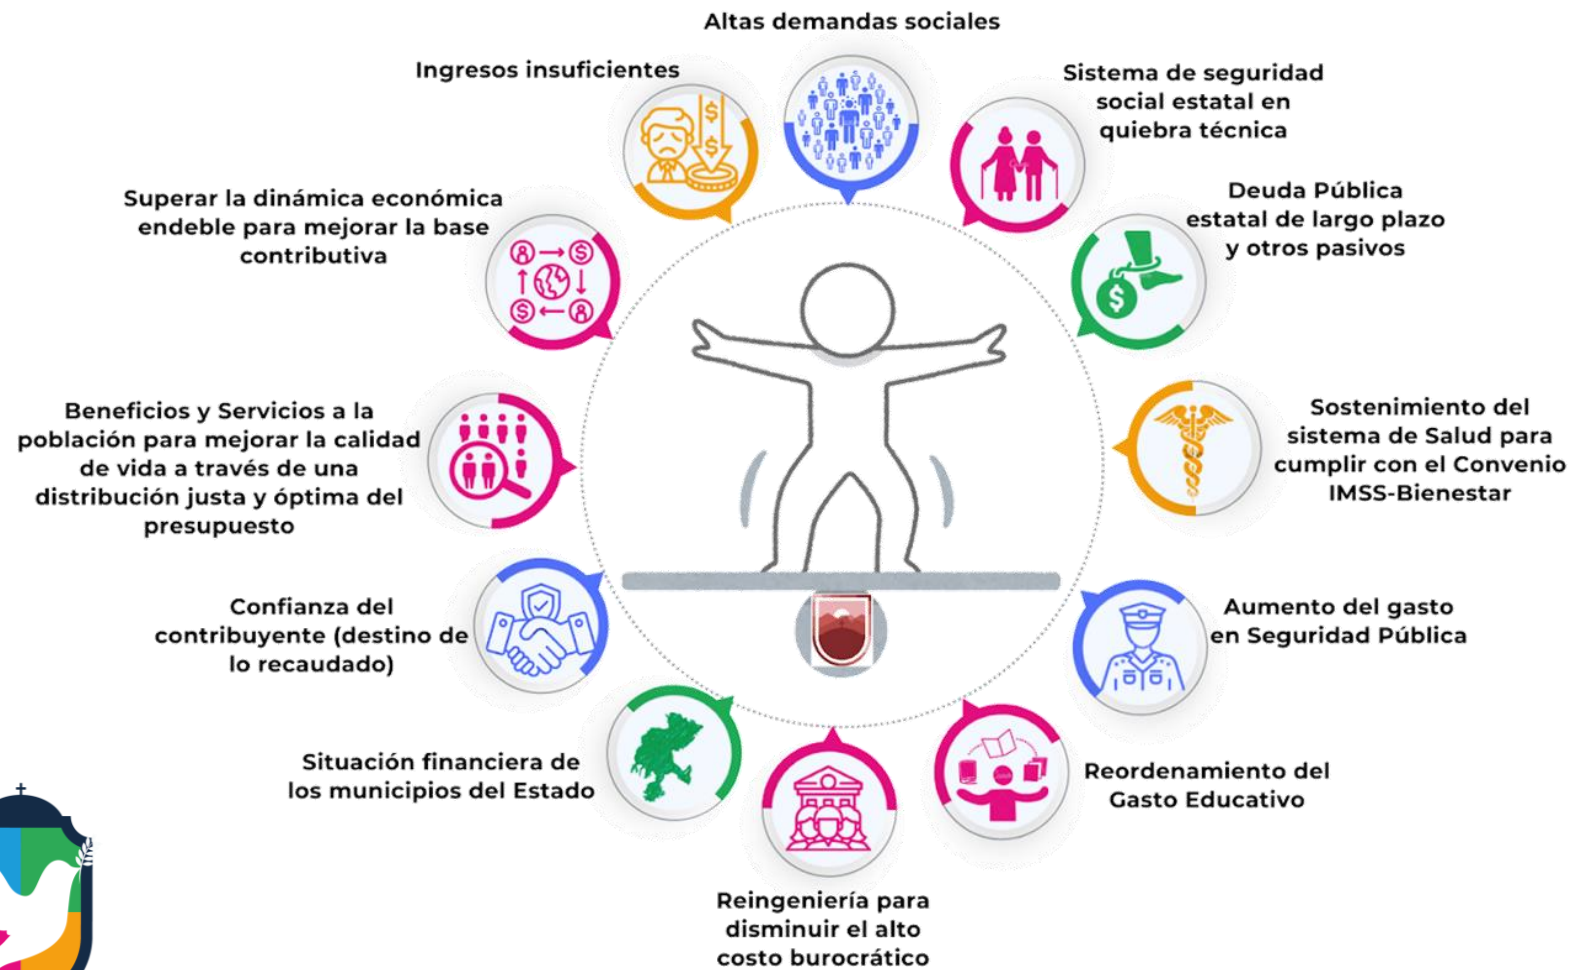 Altas demandas sociales
Ingresos insuficientes
Sistema de seguridad
social estatal en
quiebra técnica
Superar la dinámica económica
endeble para mejorar la base
contributiva
Deuda Pública
estatal de largo plazo
y otros pasivos
Beneficios y Servicios a la
población para mejorar la calidad
de vida a través de una
distribución justa y óptima del
presupuesto
Sostenimiento del
sistema de Salud para
cumplir con el Convenio
IMSS-Bienestar
Confianza del
contribuyente (destino de
lo recaudado)
Aumento del gasto
en Seguridad Pública
Situación financiera de
los municipios del Estado
Reordenamiento del
Gasto Educativo
Reingeniería para
disminuir el alto
costo burocrático